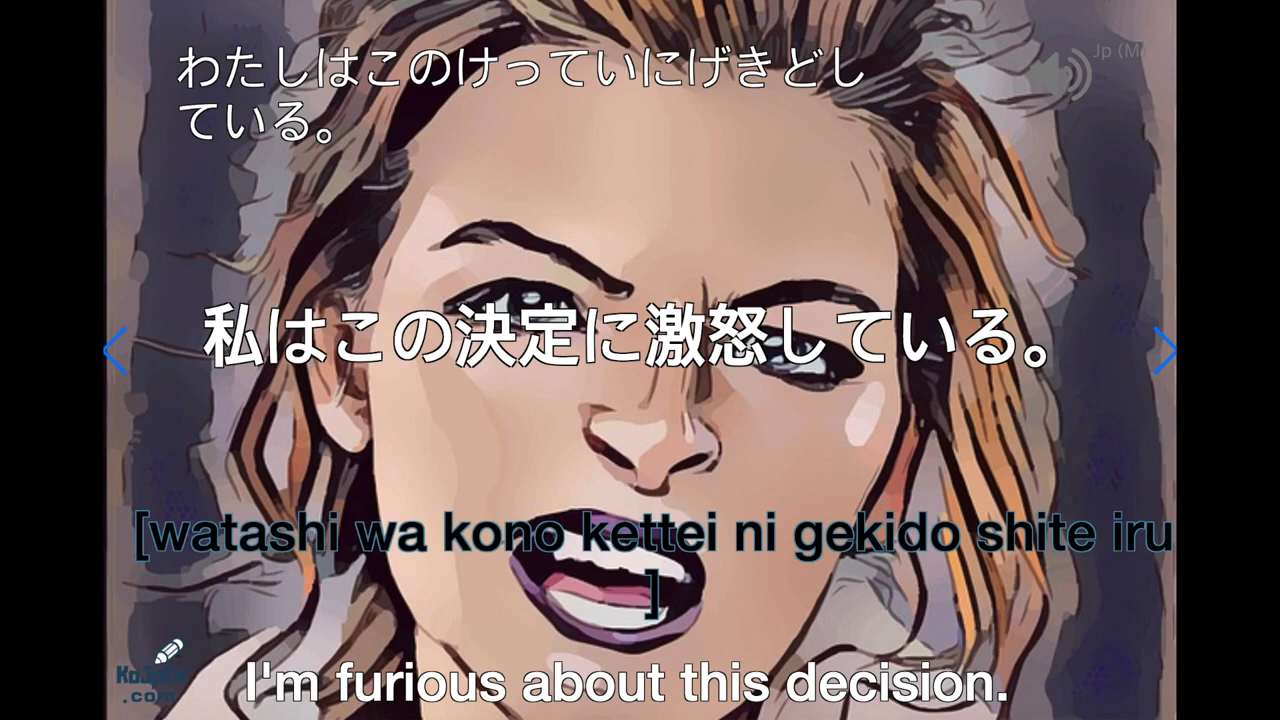 わたしはこのけっていにげきどし
ている。
Jp (M
私はこの決定に激怒している。
[watashi wa kono kettei ni gekido shite iru
]
.com
I'm furious about this decision.